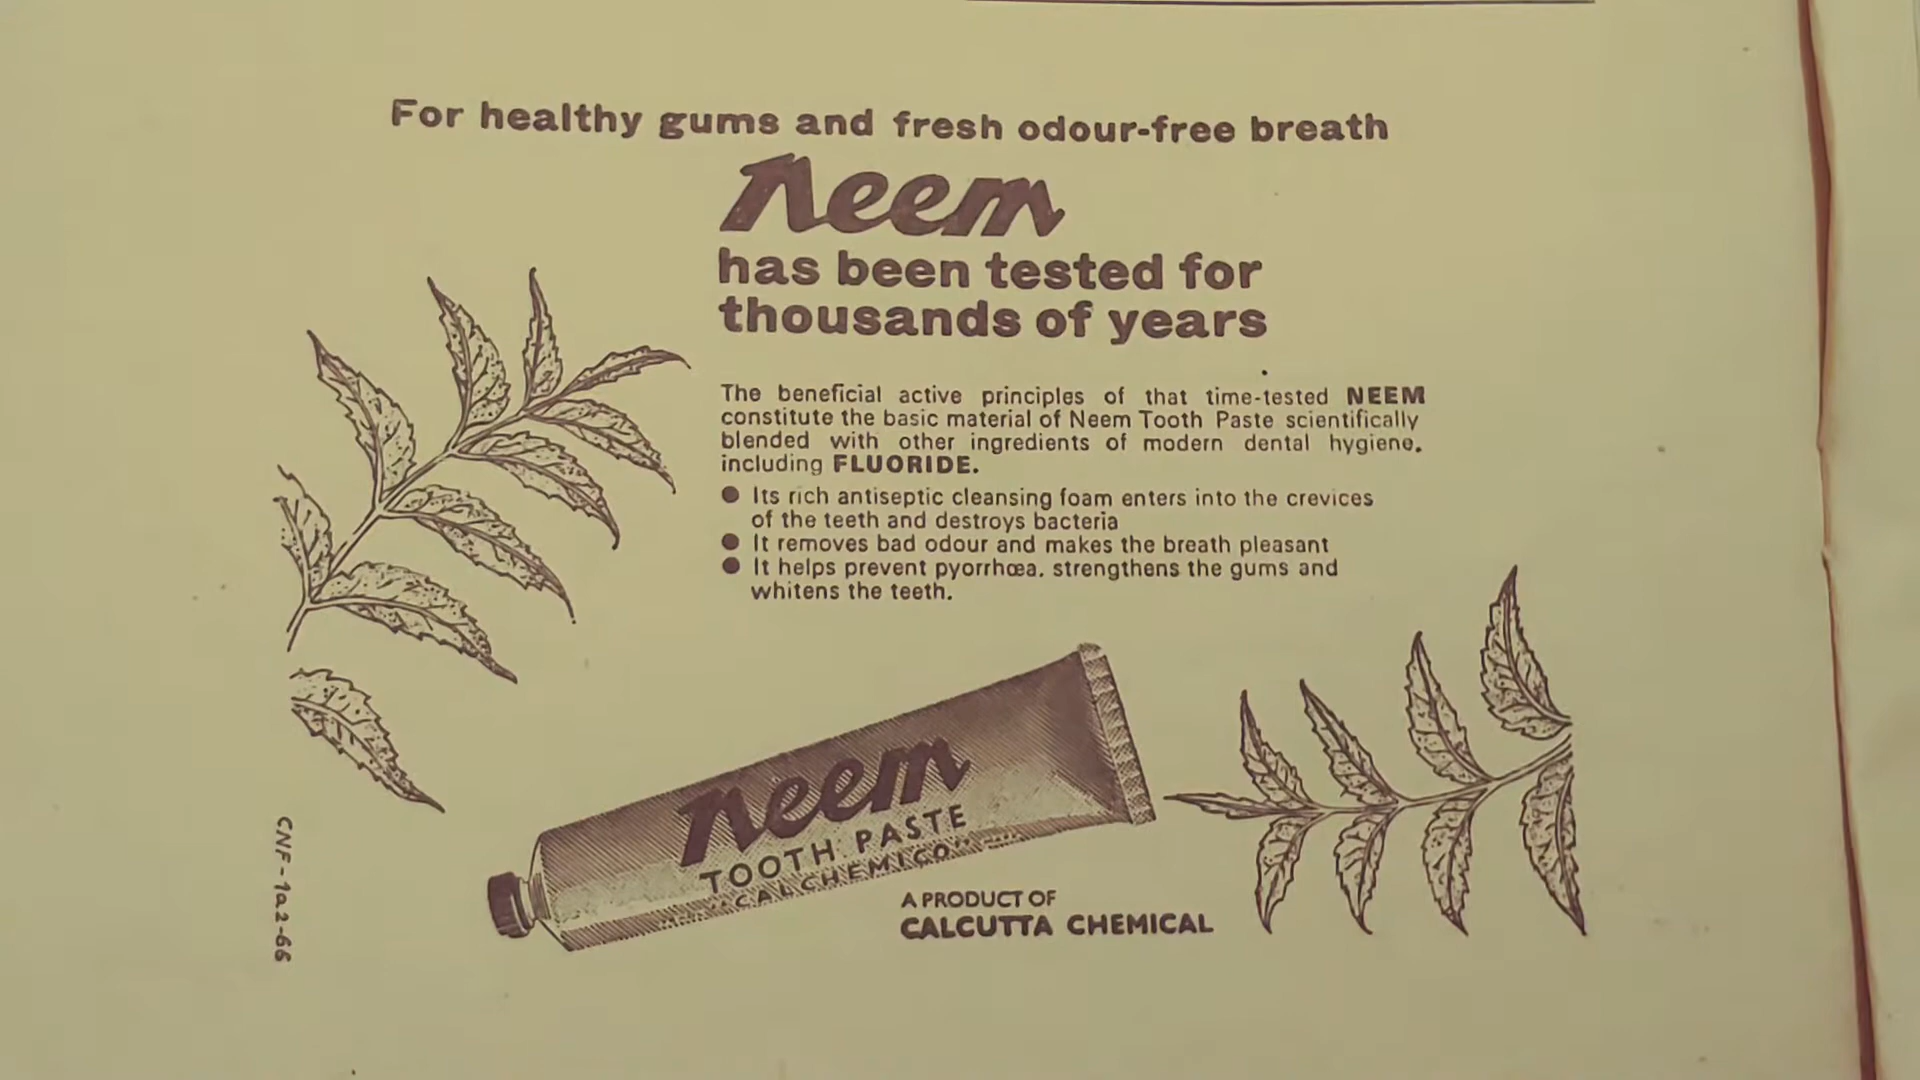 For healthy gums and fresh odour-free breath
Neem
has been tested for
thousands of years
The beneficial active principles of that time-tested NEEM
constitute the basic material of Neem Tooth Paste scientifically
blended with other ingredients of modern dental hygiene.
including FLUORIDE.
● Its rich antiseptic cleansing foam enters into the crevices
of the teeth and destroys bacteria
● It removes bad odour and makes the breath pleasant
● It helps prevent pyorrhœa. strengthens the gums and
whitens the teeth.
Neem
TOOTH PASTE
"CALCHEMICO"
A PRODUCT OF
CALCUTTA CHEMICAL
CNF-1a2-66